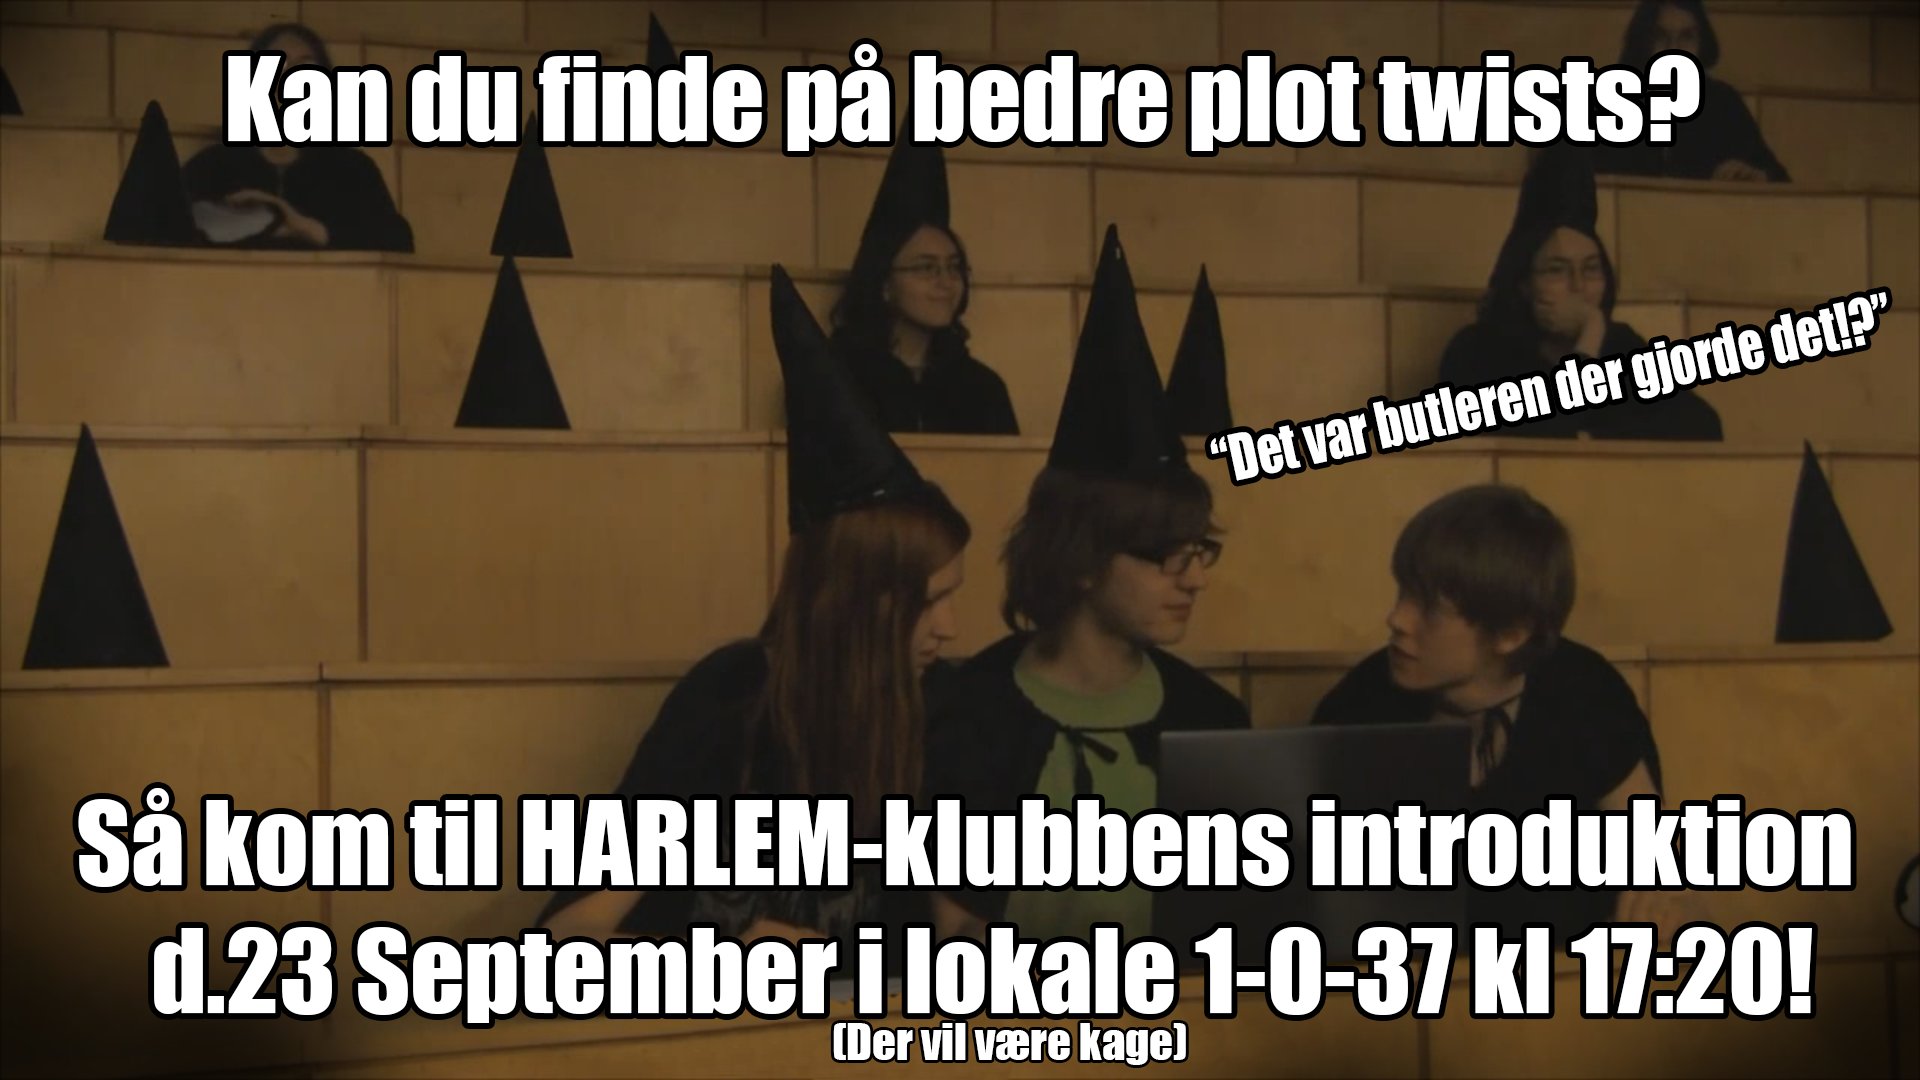 Kan du finde på bedre plot twists?
“Det var butleren der gjorde det!?”
Så kom til HARLEM-klubbens introduktion
d.23 September i lokale 1-0-37 kl 17:20!
(Der vil være kage)